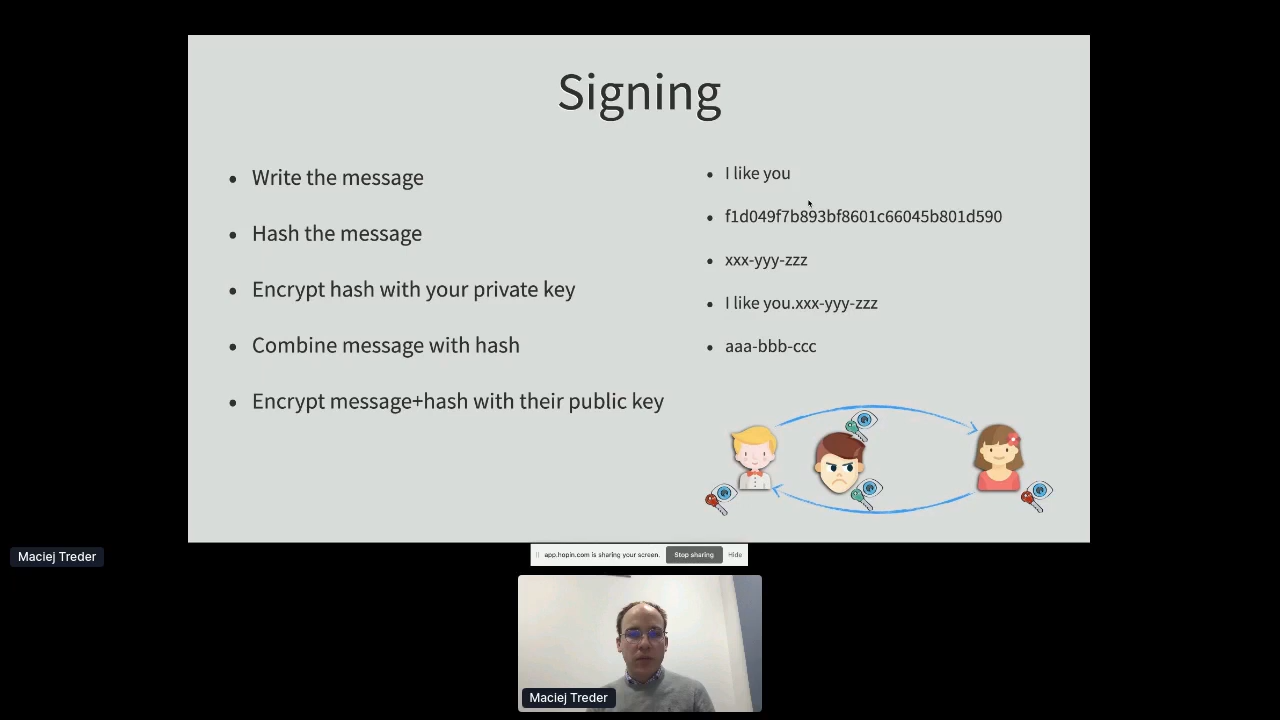 Signing
Write the message
Hash the message
Encrypt hash with your private key
Combine message with hash
Encrypt message+hash with their public key
I like you
f1d049f7b893bf8601c66045b801d590
xxx-yyy-zzz
I like you.xxx-yyy-zzz
aaa-bbb-ccc
Maciej Treder
app.hopin.com is sharing your screen.
Stop sharing
Hide
Maciej Treder